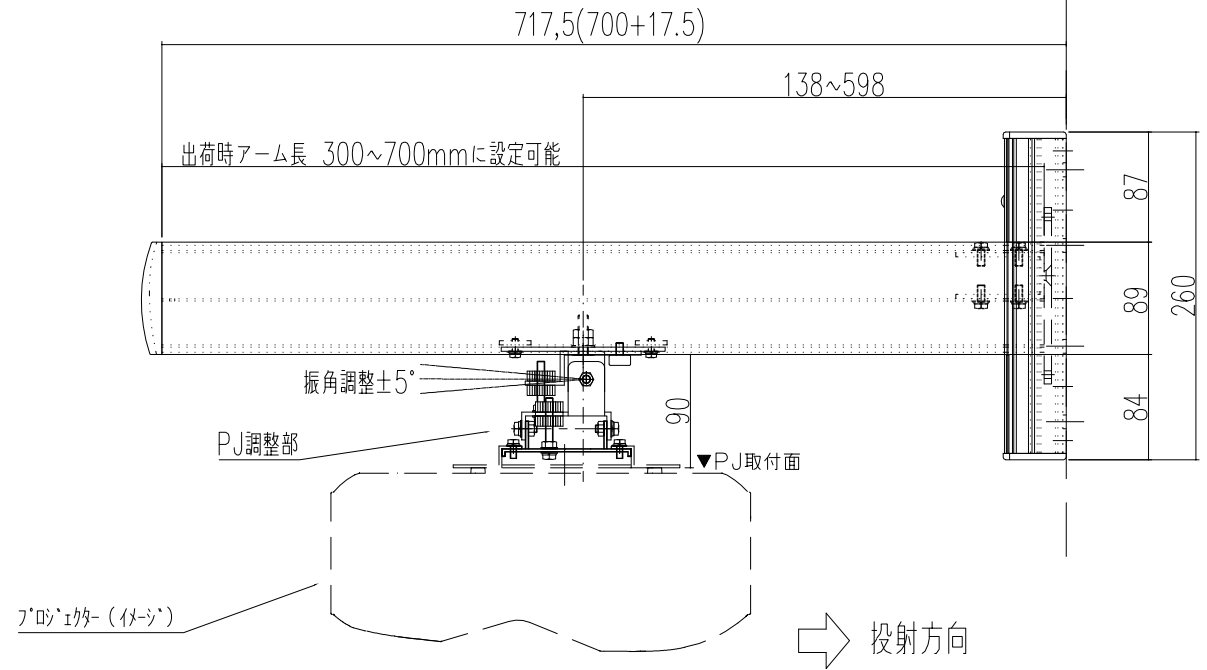 717,5(700+17.5)
138~598
出荷時アーム長 300~700mmに設定可能
87
89
260
振角調整±5°
84
90
PJ調整部
▼PJ取付面
プロジェクター(イメージ)
投射方向